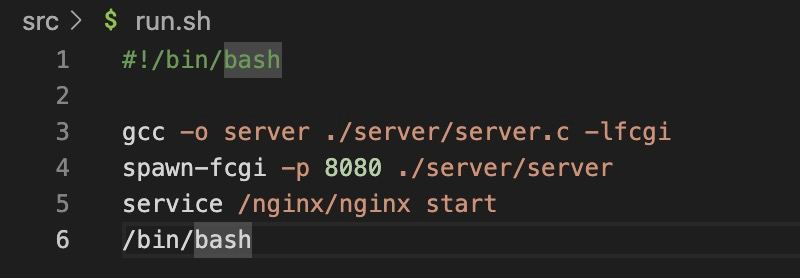 src > $ run.sh
1 #!/bin/bash
2
3 gcc -o server ./server/server.c -lfcgi
4 spawn-fcgi -p 8080 ./server/server
5 service /nginx/nginx start
6 /bin/bash